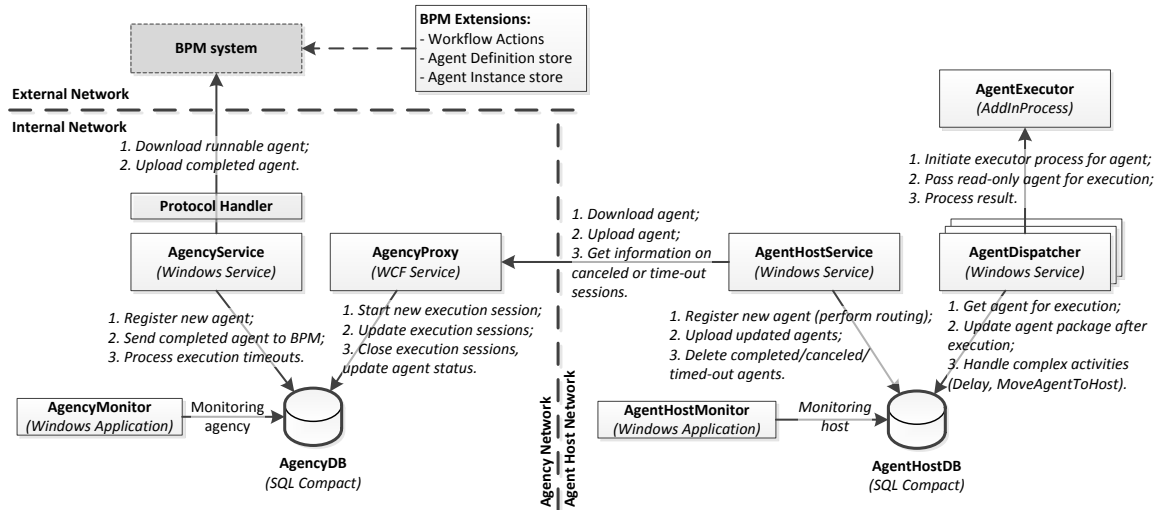 BPM system
BPM Extensions:
- Workflow Actions
- Agent Definition store
- Agent Instance store
External Network
Internal Network
1. Download runnable agent;
2. Upload completed agent.
Protocol Handler
AgencyService
(Windows Service)
AgencyProxy
(WCF Service)
1. Register new agent;
2. Send completed agent to BPM;
3. Process execution timeouts.
1. Start new execution session;
2. Update execution sessions;
3. Close execution sessions,
update agent status.
AgencyMonitor
(Windows Application)
Monitoring
agency
AgencyDB
(SQL Compact)
Agency Network
Agent Host Network
1. Download agent;
2. Upload agent;
3. Get information on
canceled or time-out
sessions.
AgentExecutor
(AddInProcess)
1. Initiate executor process for agent;
2. Pass read-only agent for execution;
3. Process result.
AgentHostService
(Windows Service)
AgentDispatcher
(Windows Service)
1. Register new agent (perform routing);
2. Upload updated agents;
3. Delete completed/canceled/
timed-out agents.
1. Get agent for execution;
2. Update agent package after
execution;
3. Handle complex activities
(Delay, MoveAgentToHost).
AgentHostMonitor
(Windows Application)
Monitoring
host
AgentHostDB
(SQL Compact)